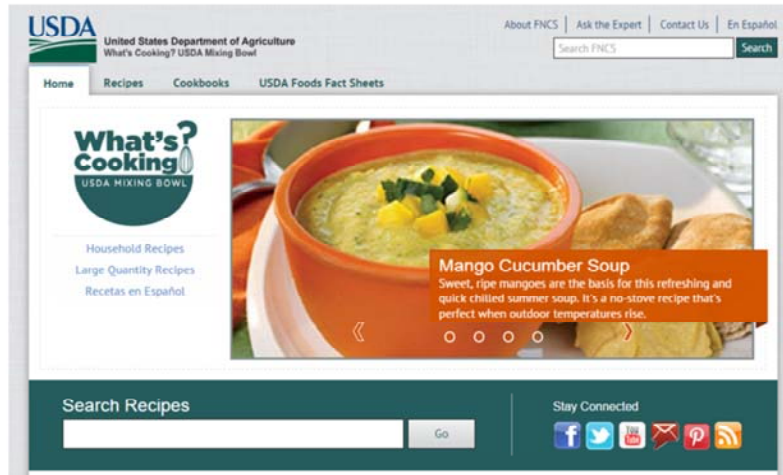 USDA
United States Department of Agriculture
What's Cooking? USDA Mixing Bowl
About FNCS | Ask the Expert | Contact Us | En Español
Search FNCS
Search
Home
Recipes
Cookbooks
USDA Foods Fact Sheets
What's?
Cooking
USDA MIXING BOWL
Household Recipes
Large Quantity Recipes
Recetas en Español
Mango Cucumber Soup
Sweet, ripe mangoes are the basis for this refreshing and
quick chilled summer soup. It's a no-stove recipe that's
perfect when outdoor temperatures rise.
Search Recipes
Go
Stay Connected
You
Tube